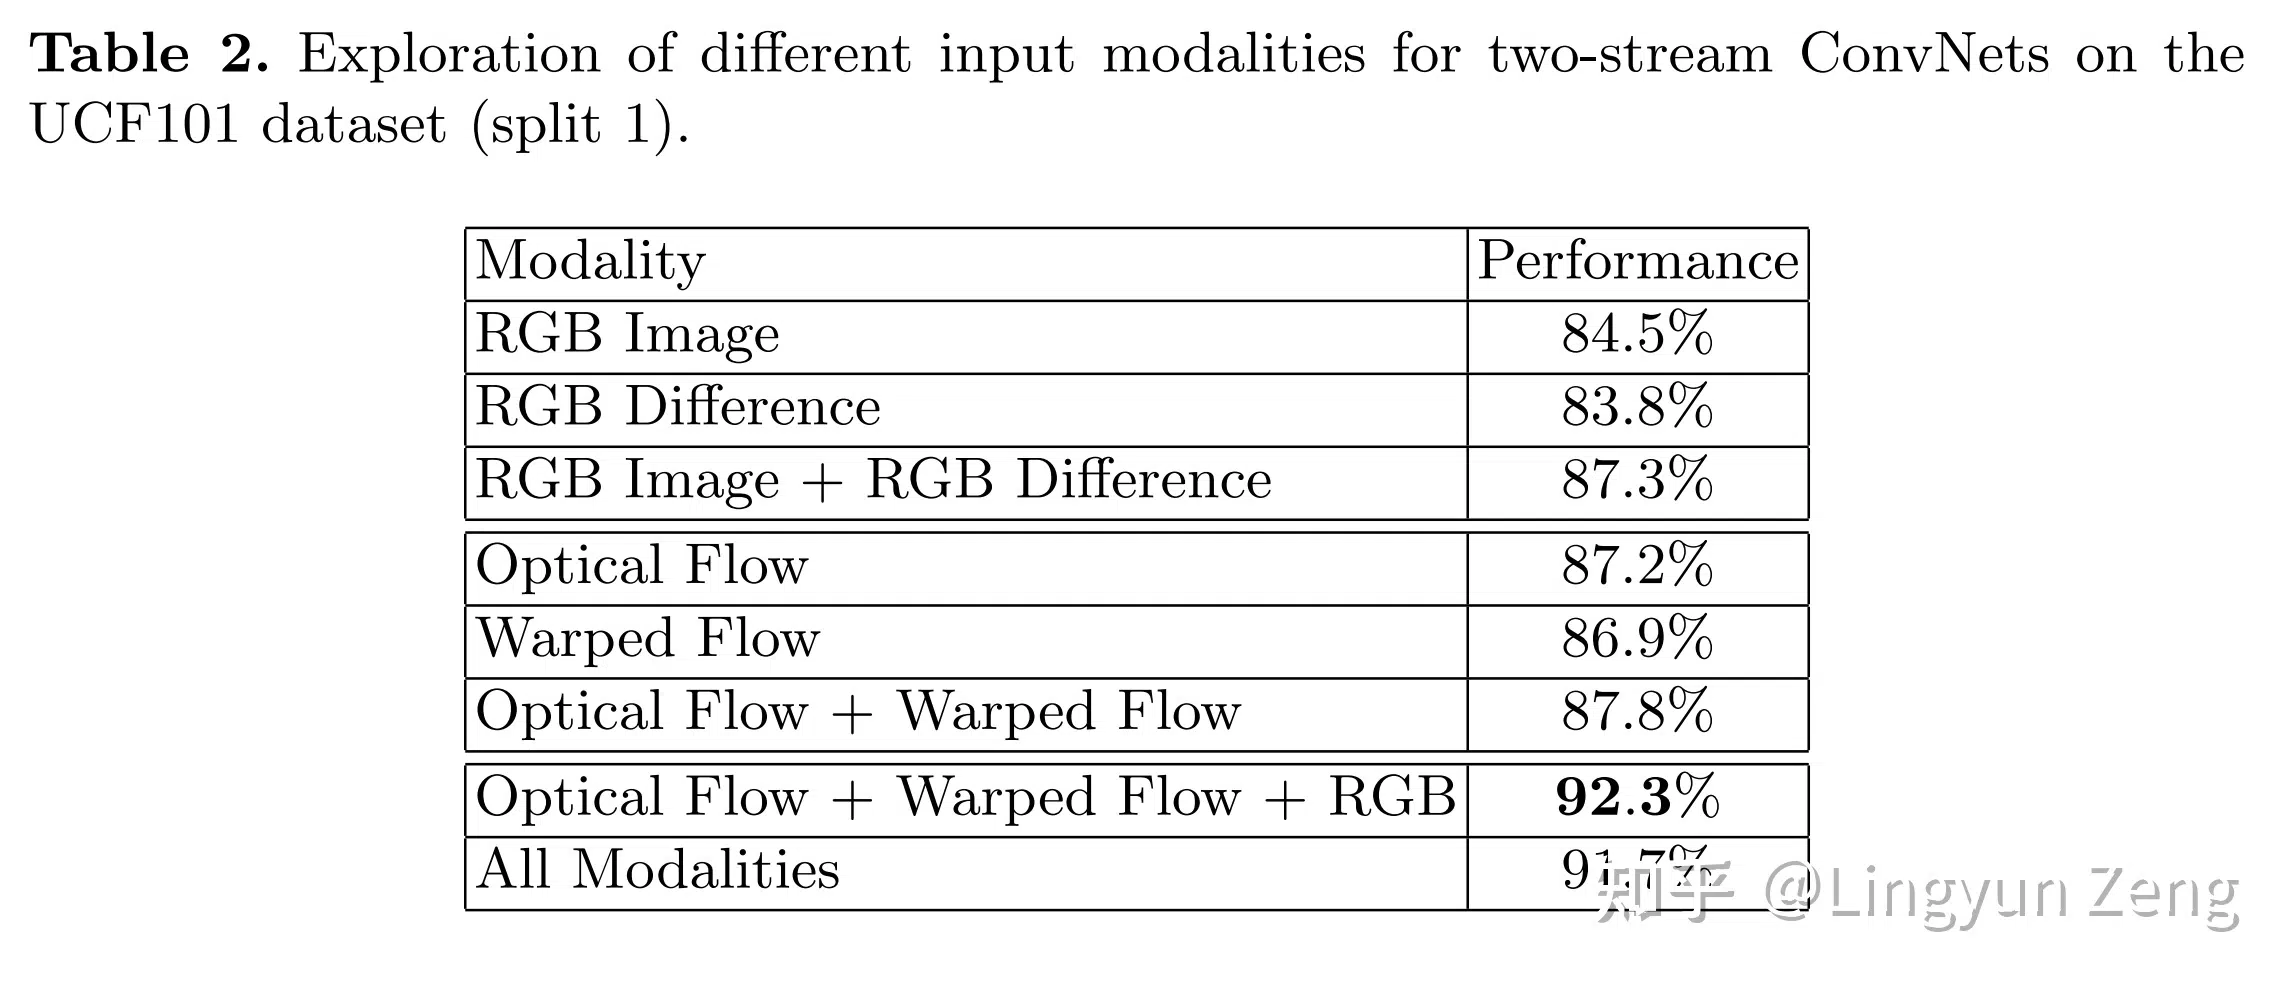 Table 2. Exploration of different input modalities for two-stream ConvNets on the
UCF101 dataset (split 1).
Modality Performance
RGB Image 84.5%
RGB Difference 83.8%
RGB Image + RGB Difference 87.3%
Optical Flow 87.2%
Warped Flow 86.9%
Optical Flow + Warped Flow 87.8%
Optical Flow + Warped Flow + RGB 92.3%
All Modalities 91.7%
知乎 @Lingyun Zeng